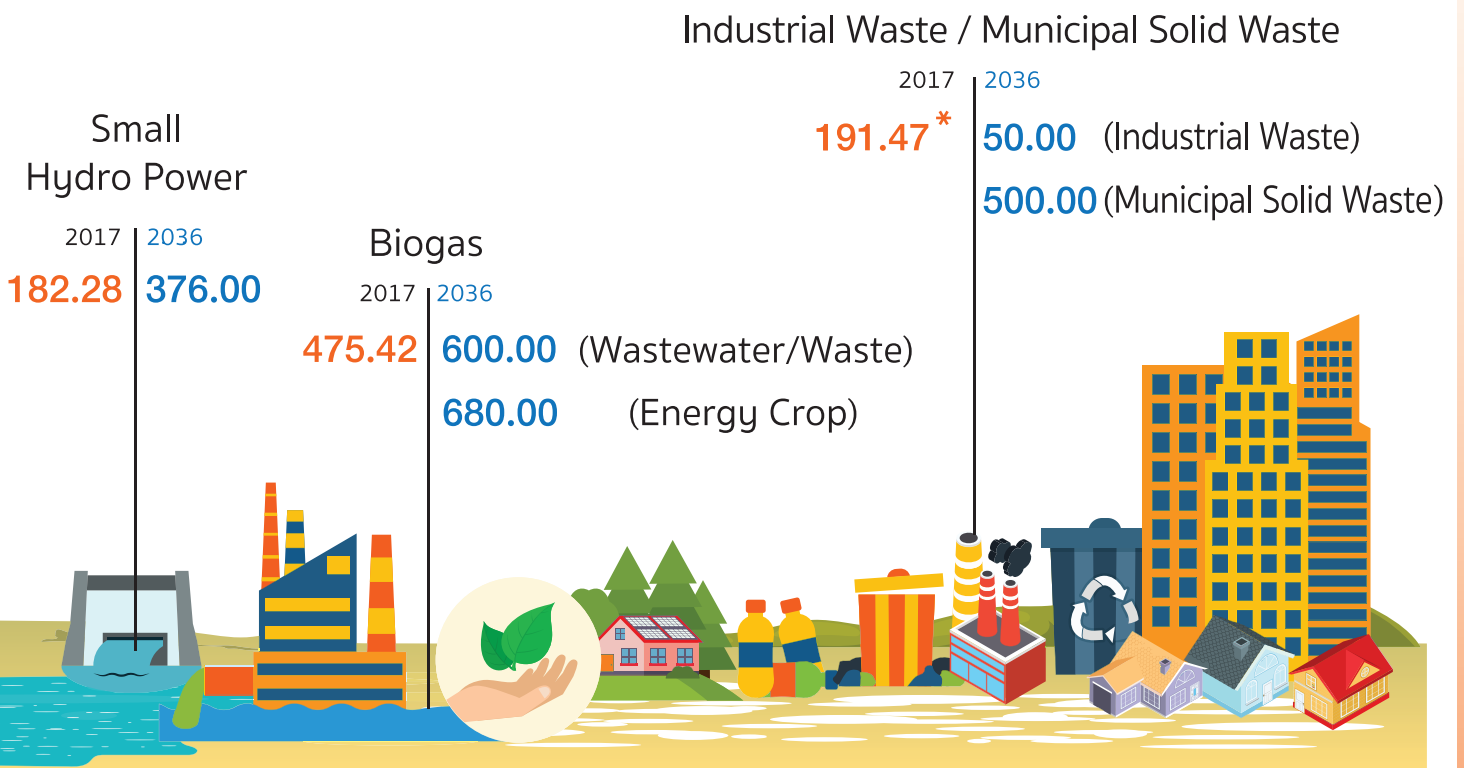 Industrial Waste / Municipal Solid Waste
2017 2036
191.47* 50.00 (Industrial Waste)
500.00 (Municipal Solid Waste)
Small
Hydro Power
2017 2036
182.28 376.00
Biogas
2017 2036
475.42 600.00 (Wastewater/Waste)
680.00 (Energy Crop)